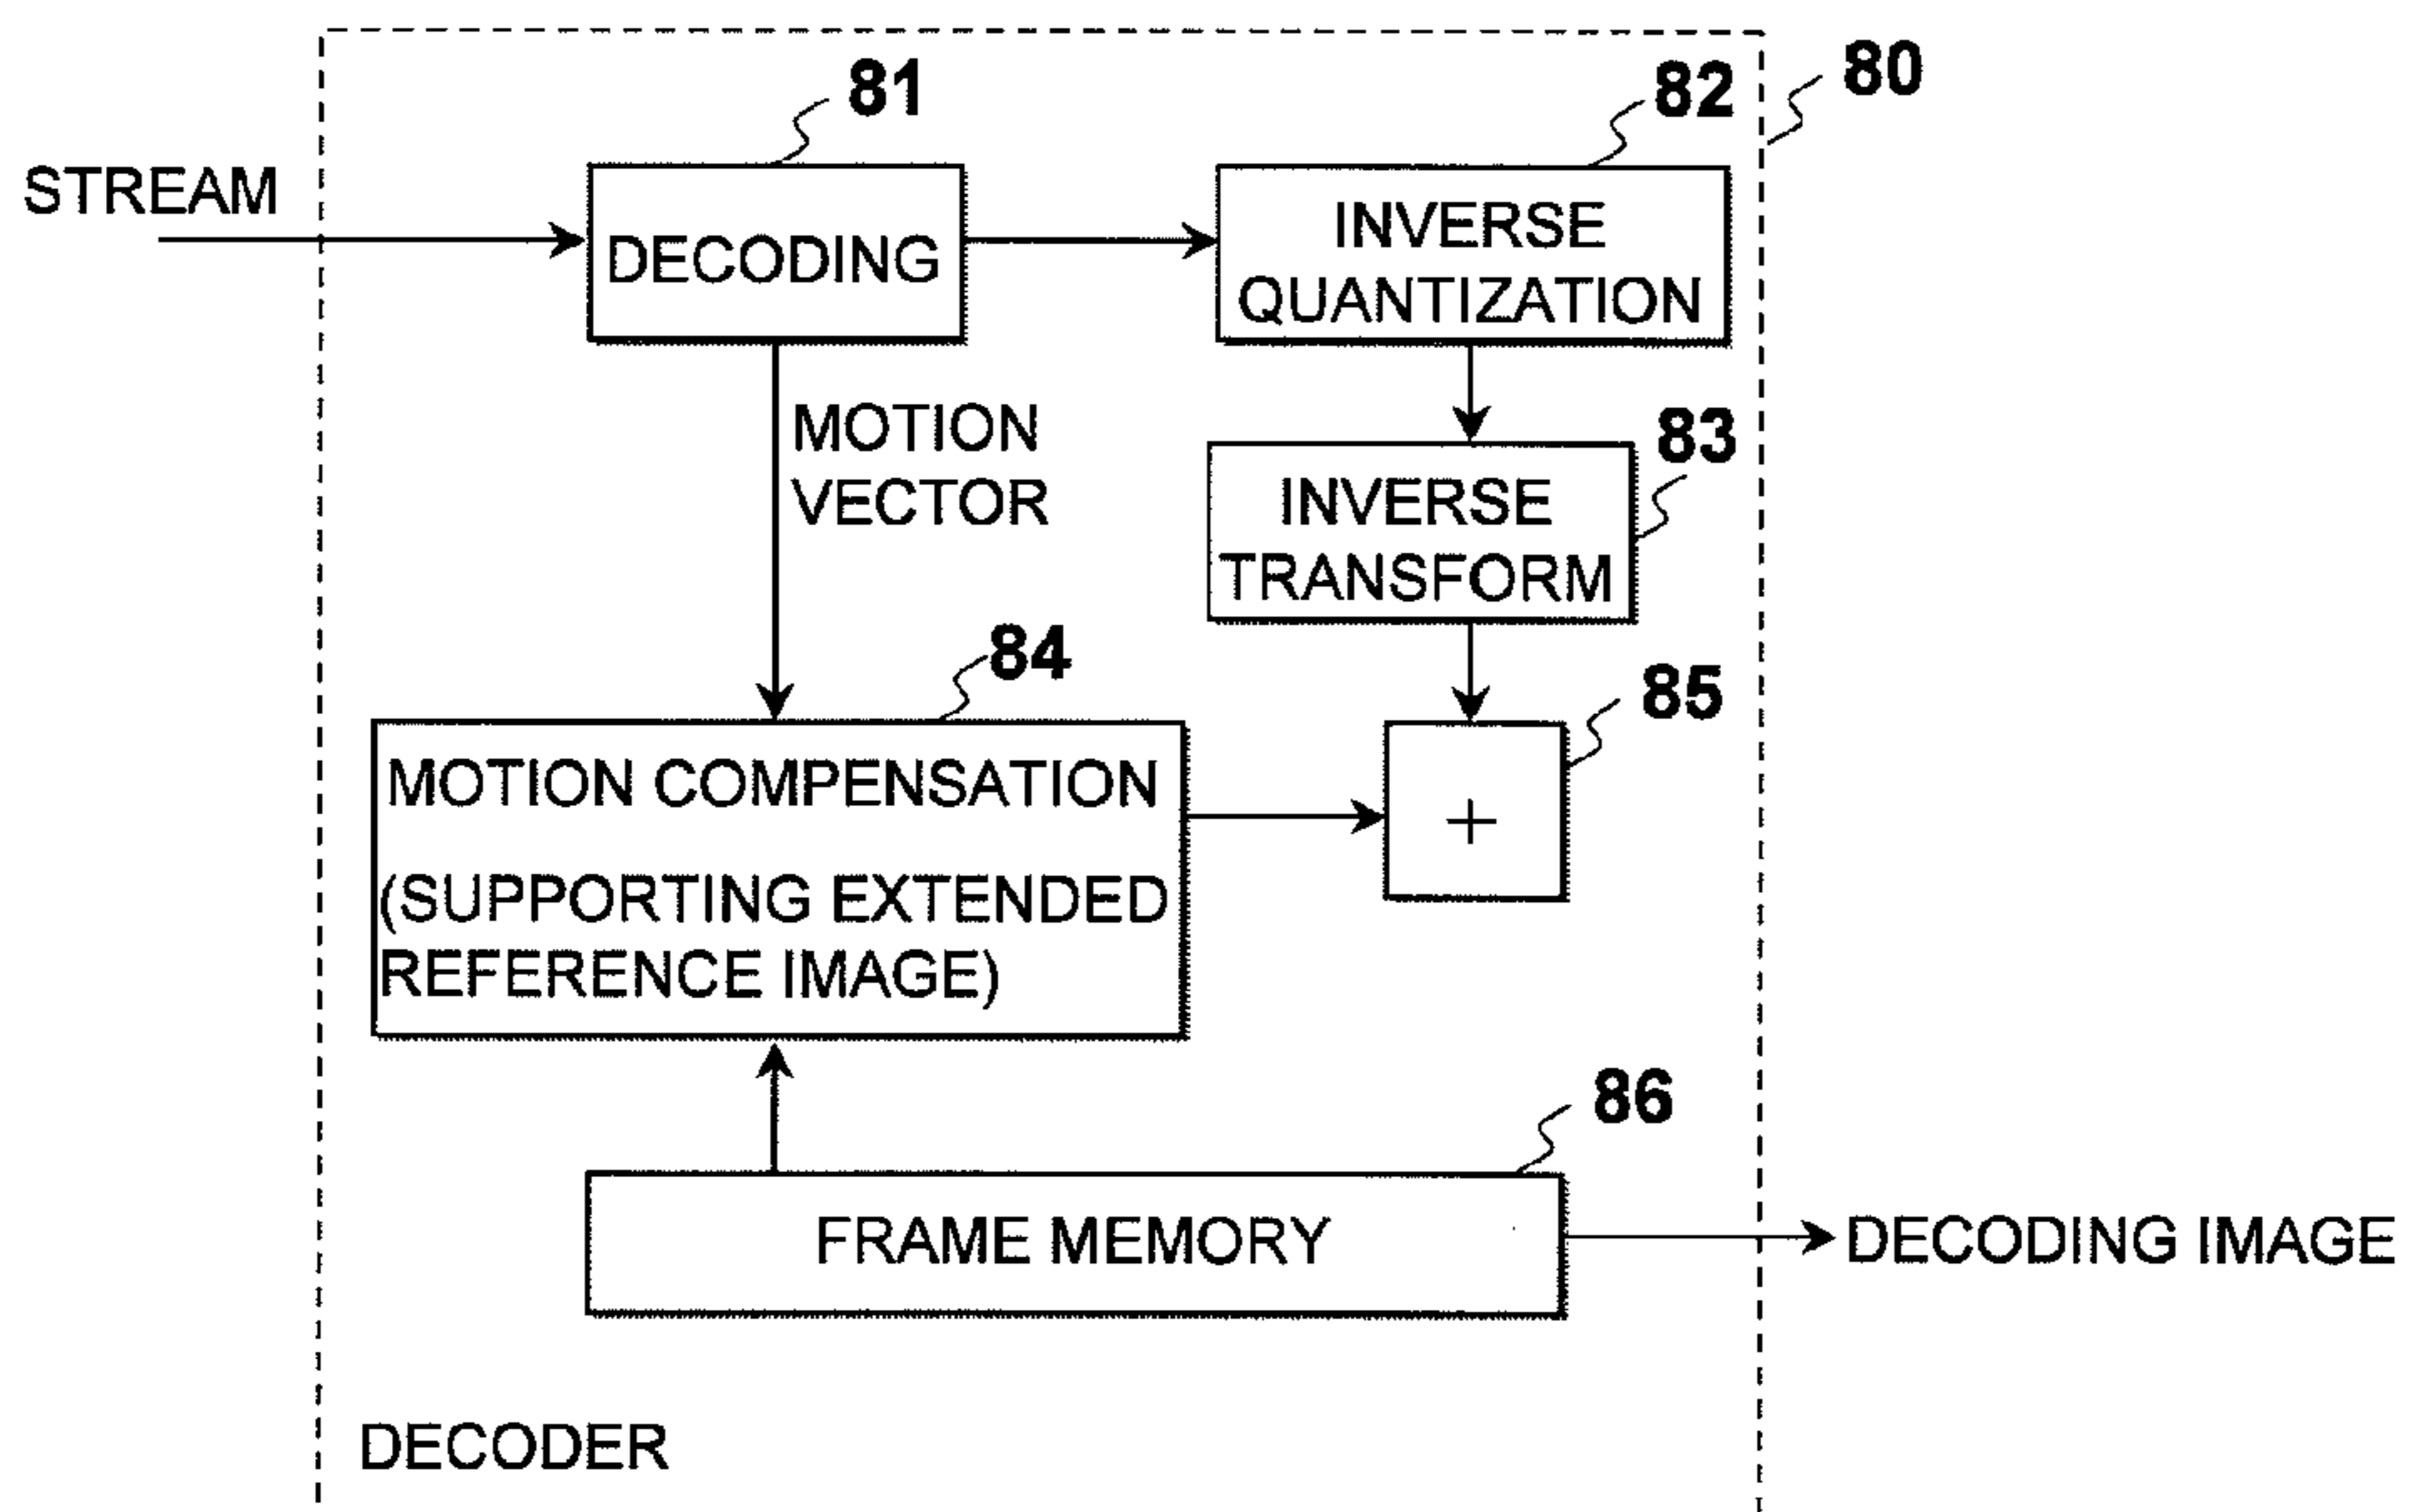 80
81
82
STREAM
DECODING
INVERSE
QUANTIZATION
MOTION
VECTOR
83
INVERSE
TRANSFORM
84
85
MOTION COMPENSATION
(SUPPORTING EXTENDED
REFERENCE IMAGE)
+
86
FRAME MEMORY
DECODING IMAGE
DECODER